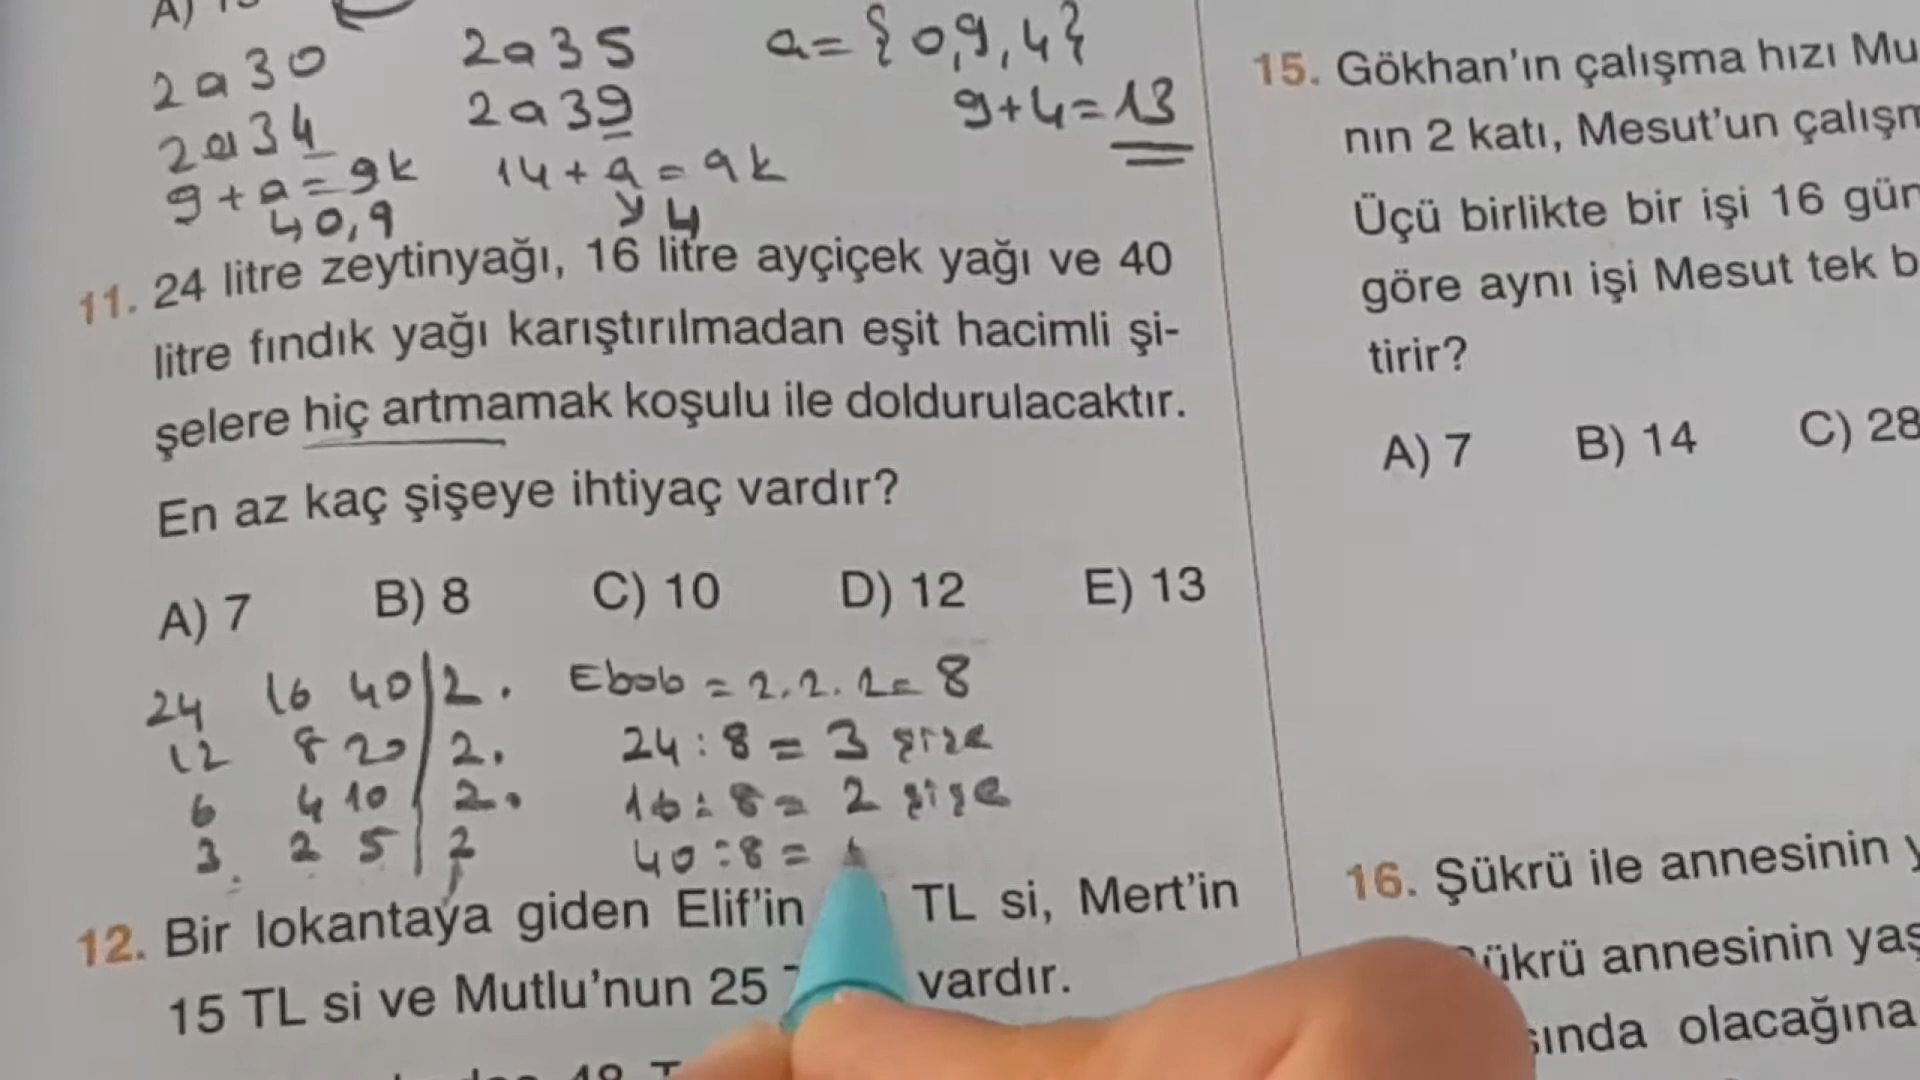 A)
2a30
2a35
a={0,9,4}
2a34
2a39
9+4=13
9+a=9k
14+a=9k
0,9
4
11. 24 litre zeytinyağı, 16 litre ayçiçek yağı ve 40
litre fındık yağı karıştırılmadan eşit hacimli şi-
şelere hiç artmamak koşulu ile doldurulacaktır.
En az kaç şişeye ihtiyaç vardır?
A) 7 B) 8 C) 10 D) 12 E) 13
24 16 40 | 2.
12 8 20 | 2.
6 4 10 | 2.
3 2 5 | 2
Ebob = 2.2.2= 8
24:8 = 3 şişe
16:8= 2 şişe
40:8=
12. Bir lokantaya giden Elif'in TL si, Mert'in
15 TL si ve Mutlu'nun 25 vardır.
15. Gökhan'ın çalışma hızı Mu
nın 2 katı, Mesut'un çalışm
Üçü birlikte bir işi 16 gün
göre aynı işi Mesut tek b
tirir?
A) 7 B) 14 C) 28
16. Şükrü ile annesinin y
ükrü annesinin yaş
sında olacağına